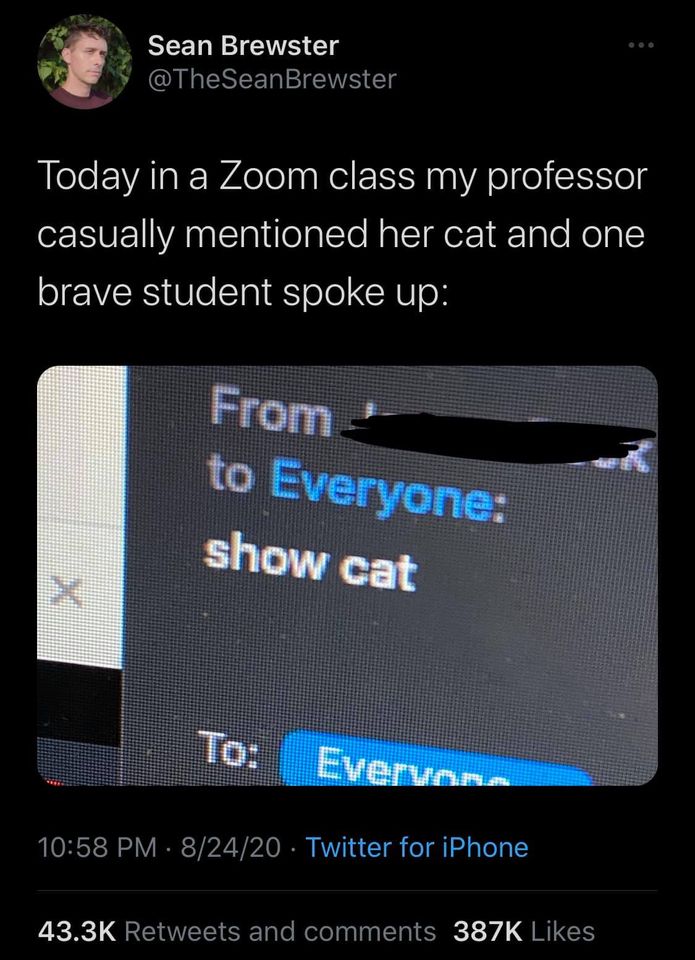 Sean Brewster
@TheSeanBrewster
Today in a Zoom class my professor
casually mentioned her cat and one
brave student spoke up:
From
to Everyone:
show cat
To: Everyone
10:58 PM · 8/24/20 · Twitter for iPhone
43.3K Retweets and comments 387K Likes